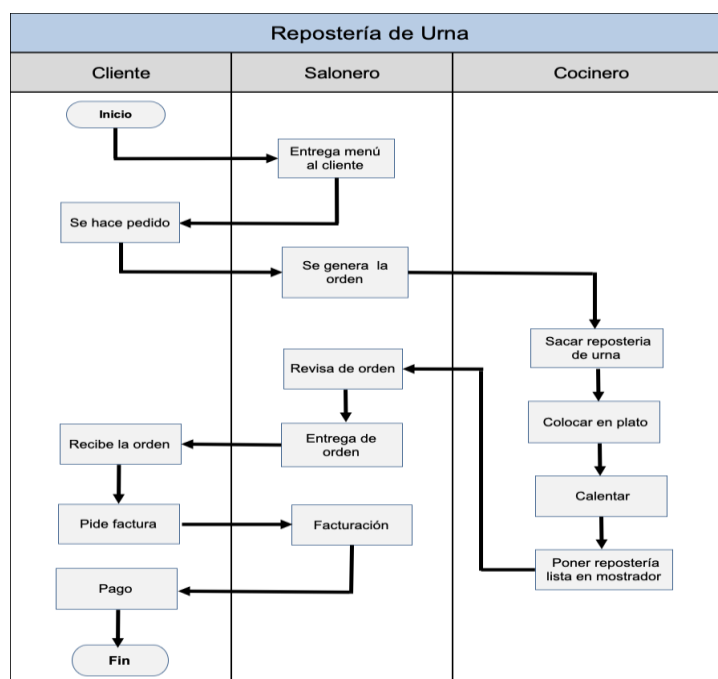 Repostería de Urna
Cliente
Salonero
Cocinero
Inicio
Entrega menú
al cliente
Se hace pedido
Se genera la
orden
Sacar reposteria
de urna
Revisa de orden
Colocar en plato
Entrega de
orden
Recibe la orden
Calentar
Pide factura
Facturación
Poner repostería
lista en mostrador
Pago
Fin